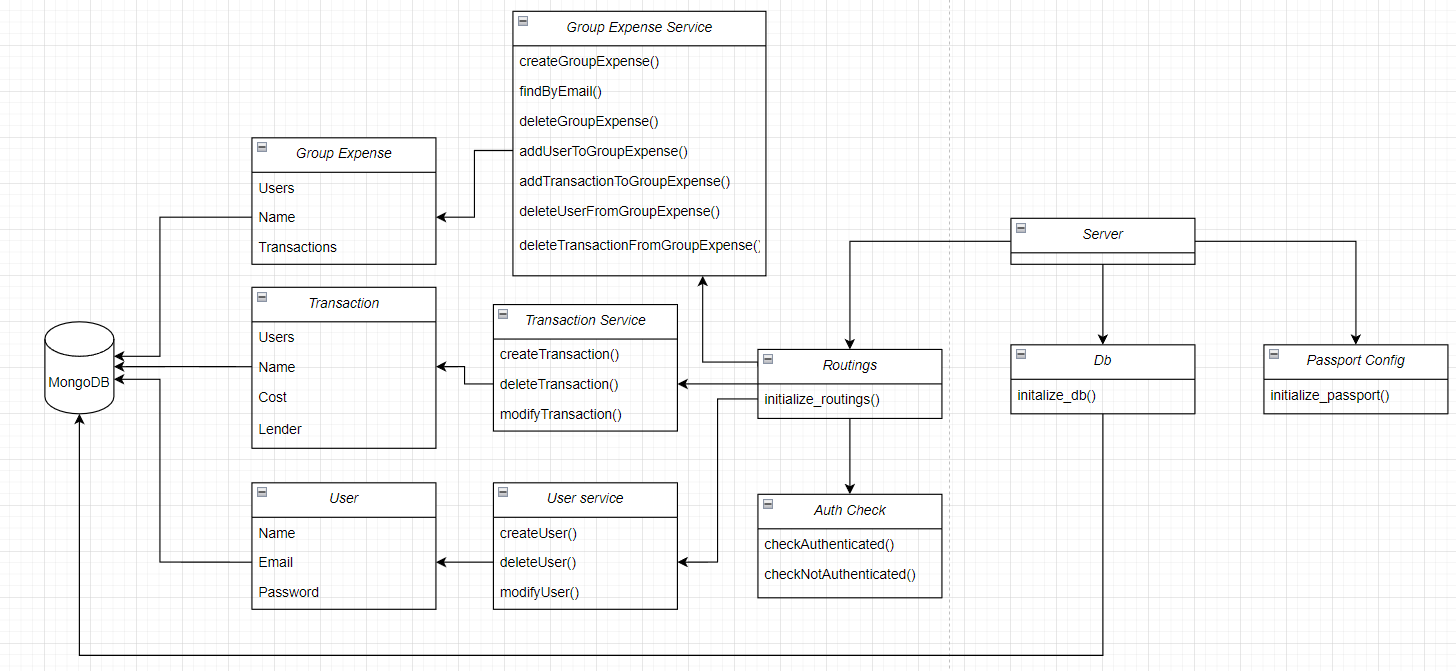 Group Expense Service
createGroupExpense()
findByEmail()
deleteGroupExpense()
addUserToGroupExpense()
addTransactionToGroupExpense()
deleteUserFromGroupExpense()
deleteTransactionFromGroupExpense()
Group Expense
Users
Name
Transactions
Transaction
Users
Name
Cost
Lender
MongoDB
Transaction Service
createTransaction()
deleteTransaction()
modifyTransaction()
User
Name
Email
Password
User service
createUser()
deleteUser()
modifyUser()
Routings
initialize_routings()
Auth Check
checkAuthenticated()
checkNotAuthenticated()
Server
Db
initalize_db()
Passport Config
initialize_passport()